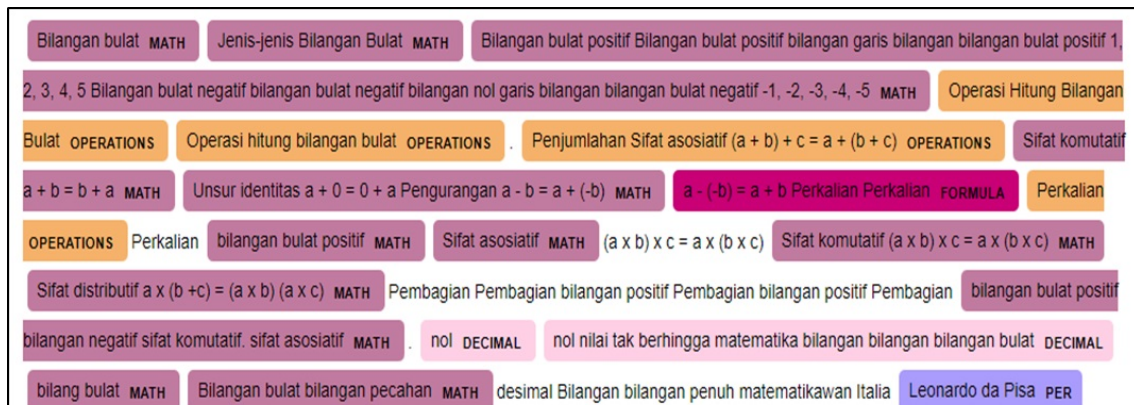 Bilangan bulat MATH Jenis-jenis Bilangan Bulat MATH Bilangan bulat positif Bilangan bulat positif bilangan garis bilangan bilangan bulat positif 1,
2, 3, 4, 5 Bilangan bulat negatif bilangan bulat negatif bilangan nol garis bilangan bilangan bulat negatif -1, -2, -3, -4, -5 MATH Operasi Hitung Bilangan
Bulat OPERATIONS Operasi hitung bilangan bulat OPERATIONS . Penjumlahan Sifat asosiatif (a + b) + c = a + (b + c) OPERATIONS Sifat komutatif
a + b = b + a MATH Unsur identitas a + 0 = 0 + a Pengurangan a - b = a + (-b) MATH a - (-b) = a + b Perkalian Perkalian FORMULA Perkalian
OPERATIONS Perkalian bilangan bulat positif MATH Sifat asosiatif MATH (a x b) x c = a x (b x c) Sifat komutatif (a x b) x c = a x (b x c) MATH
Sifat distributif a x (b +c) = (a x b) (a x c) MATH Pembagian Pembagian bilangan positif Pembagian bilangan positif Pembagian bilangan bulat positif
bilangan negatif sifat komutatif. sifat asosiatif MATH . nol DECIMAL nol nilai tak berhingga matematika bilangan bilangan bilangan bulat DECIMAL
bilang bulat MATH Bilangan bulat bilangan pecahan MATH desimal Bilangan bilangan penuh matematikawan Italia Leonardo da Pisa PER